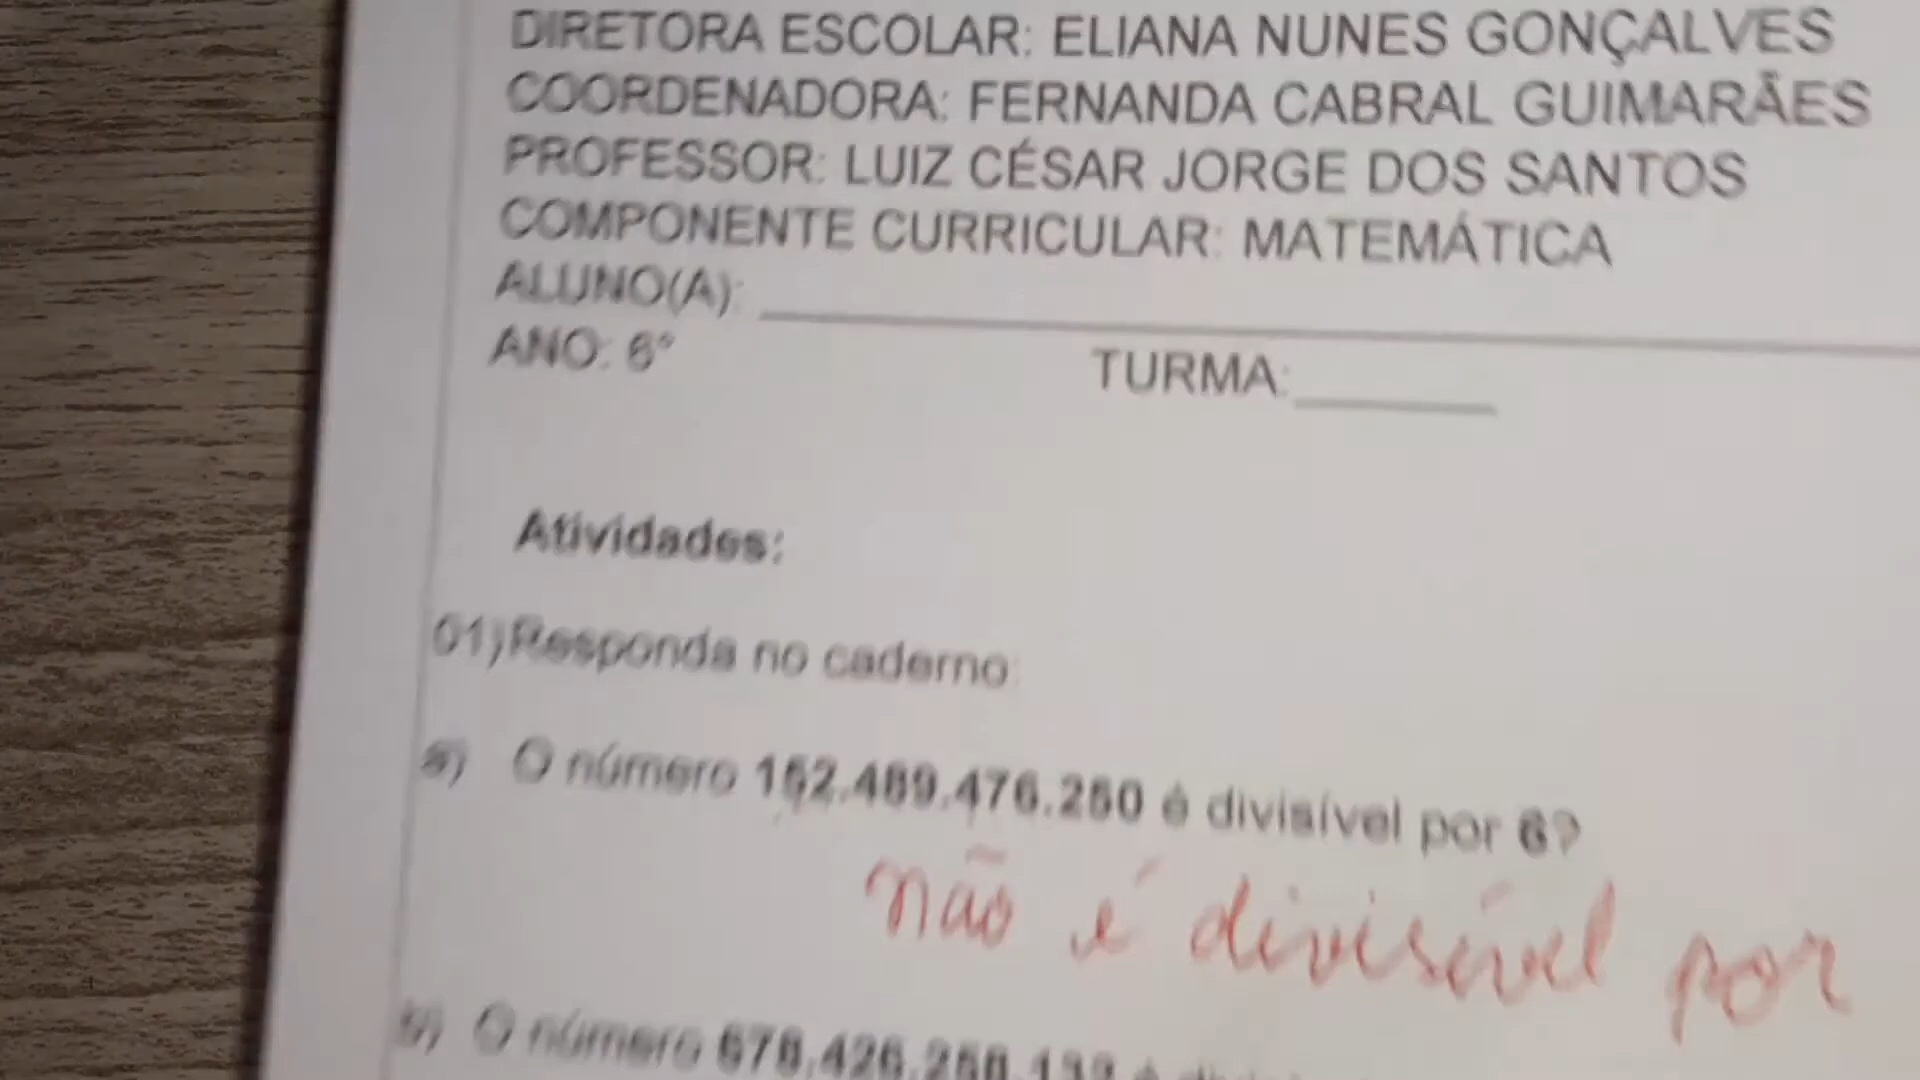 DIRETORA ESCOLAR: ELIANA NUNES GONÇALVES
COORDENADORA: FERNANDA CABRAL GUIMARÃES
PROFESSOR: LUIZ CÉSAR JORGE DOS SANTOS
COMPONENTE CURRICULAR: MATEMÁTICA
ALUNO(A):
ANO: 6º TURMA:
Atividades:
01)Responda no caderno:
a) O número 152.489.476.250 é divisível por 6?
não é divisível por
b) O número